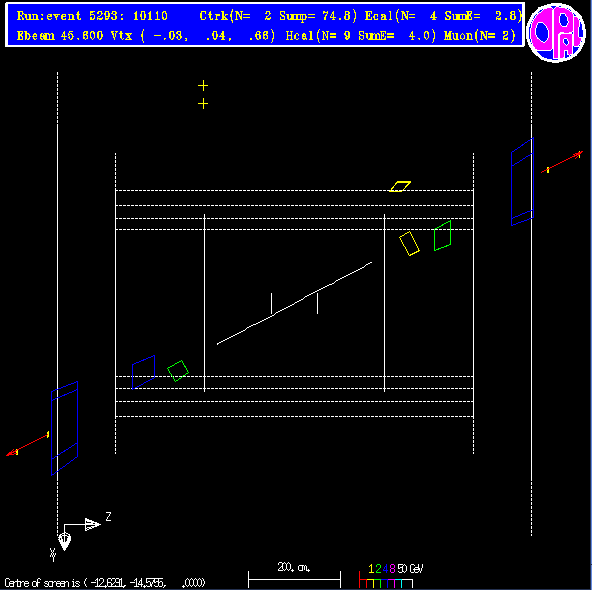 Run:event 5293: 10110 Ctrk(N= 2 Sump= 74.8) Ecal(N= 4 SumE= 2.8)
Ebeam 45.600 Vtx ( -.03, .04, .66) Hcal(N= 9 SumE= 4.0) Muon(N= 2)
OPAL
Z
Y
200. cm.
1 2 4 8 50 GeV
Centre of screen is ( -12.6291, -14.5755, .0000)